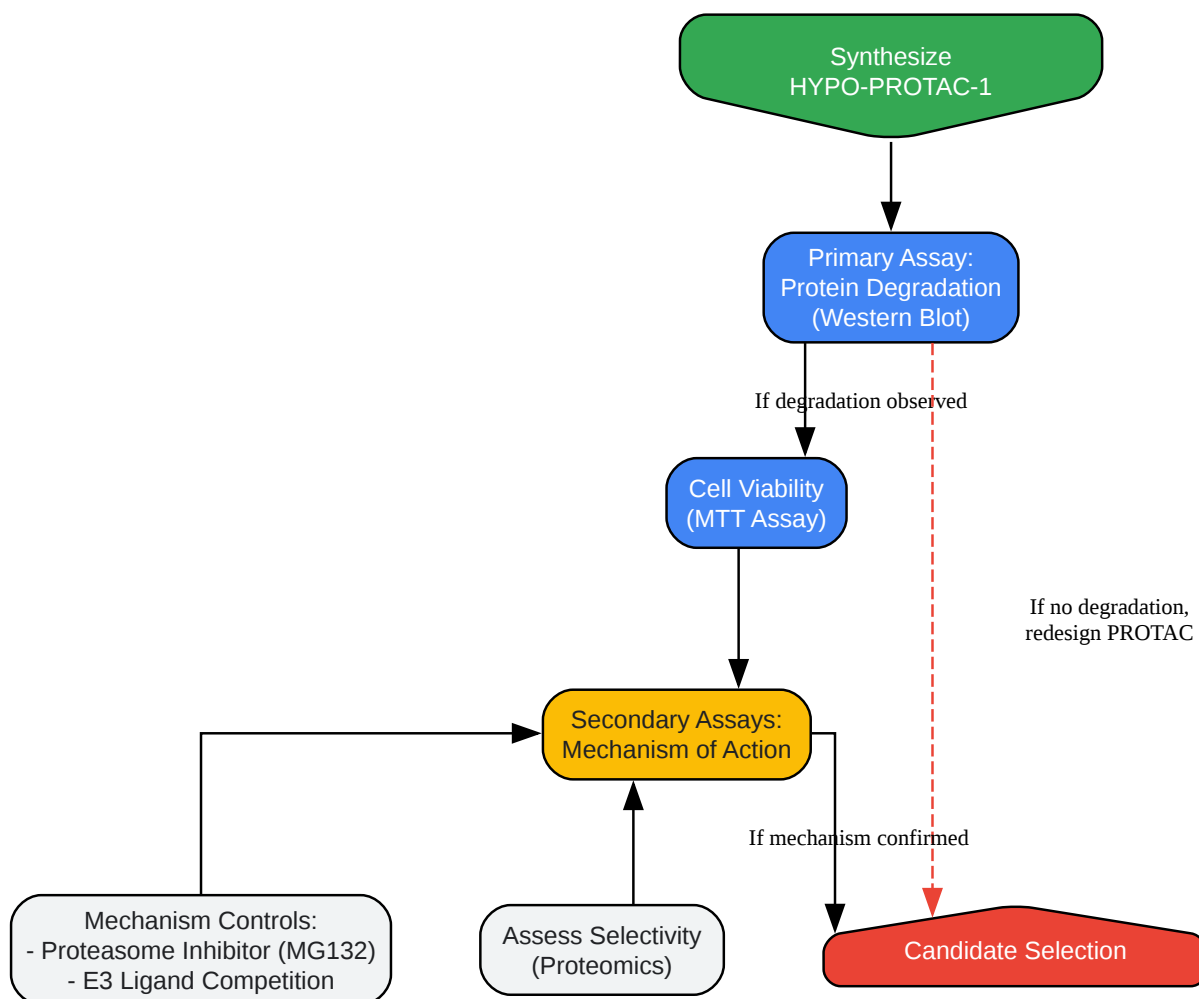 Synthesize
HYPO-PROTAC-1
Primary Assay:
Protein Degradation
(Western Blot)
If degradation observed
Cell Viability
(MTT Assay)
If no degradation,
redesign PROTAC
Secondary Assays:
Mechanism of Action
If mechanism confirmed
Mechanism Controls:
- Proteasome Inhibitor (MG132)
- E3 Ligand Competition
Assess Selectivity
(Proteomics)
Candidate Selection